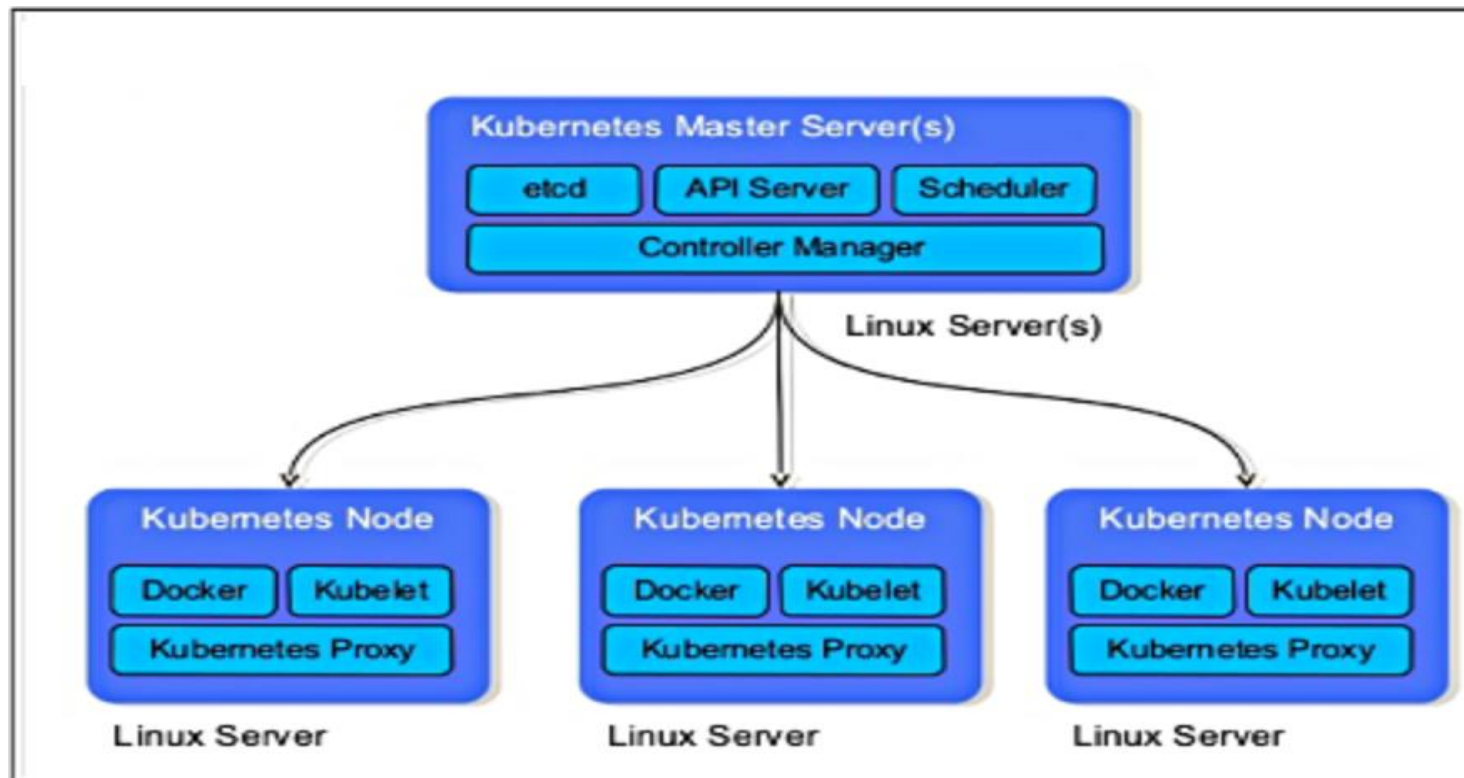 Kubernetes Master Server(s)
etcd API Server Scheduler
Controller Manager
Linux Server(s)
Kubernetes Node Kubernetes Node Kubernetes Node
Docker Kubelet Docker Kubelet Docker Kubelet
Kubernetes Proxy Kubernetes Proxy Kubernetes Proxy
Linux Server Linux Server Linux Server